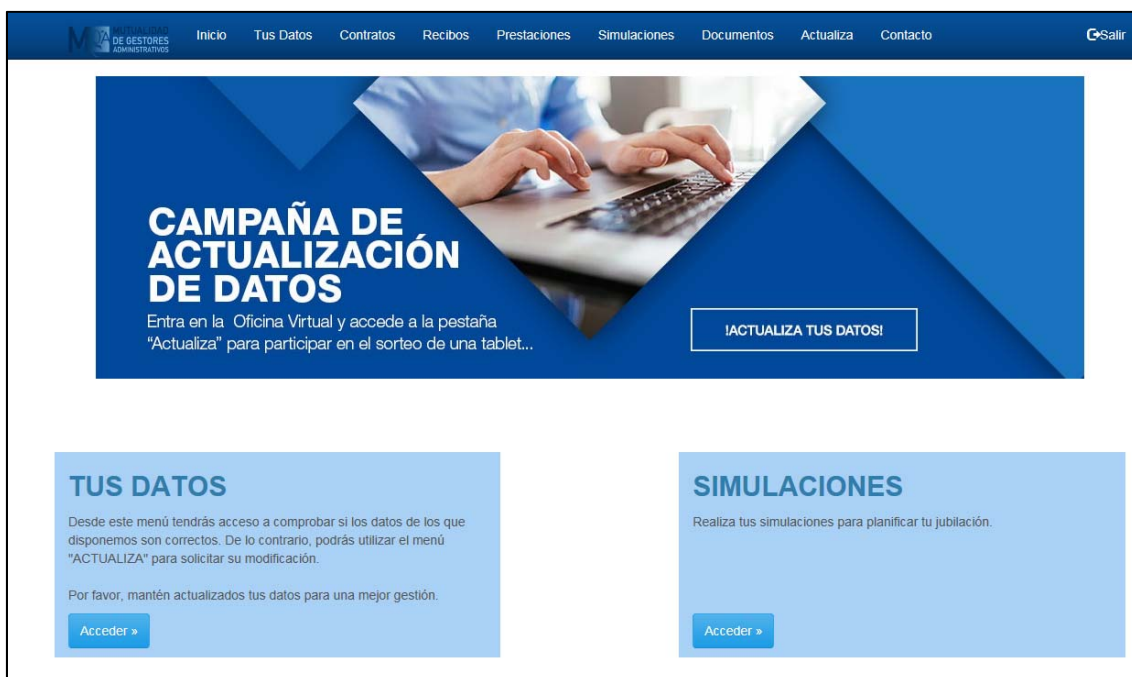 MUTUALIDAD
DE GESTORES
ADMINISTRATIVOS
Inicio Tus Datos Contratos Recibos Prestaciones Simulaciones Documentos Actualiza Contacto Salir
CAMPAÑA DE
ACTUALIZACIÓN
DE DATOS
Entra en la Oficina Virtual y accede a la pestaña
"Actualiza" para participar en el sorteo de una tablet...
!ACTUALIZA TUS DATOS!
TUS DATOS
Desde este menú tendrás acceso a comprobar si los datos de los que
disponemos son correctos. De lo contrario, podrás utilizar el menú
"ACTUALIZA" para solicitar su modificación.
Por favor, mantén actualizados tus datos para una mejor gestión.
Acceder »
SIMULACIONES
Realiza tus simulaciones para planificar tu jubilación.
Acceder »